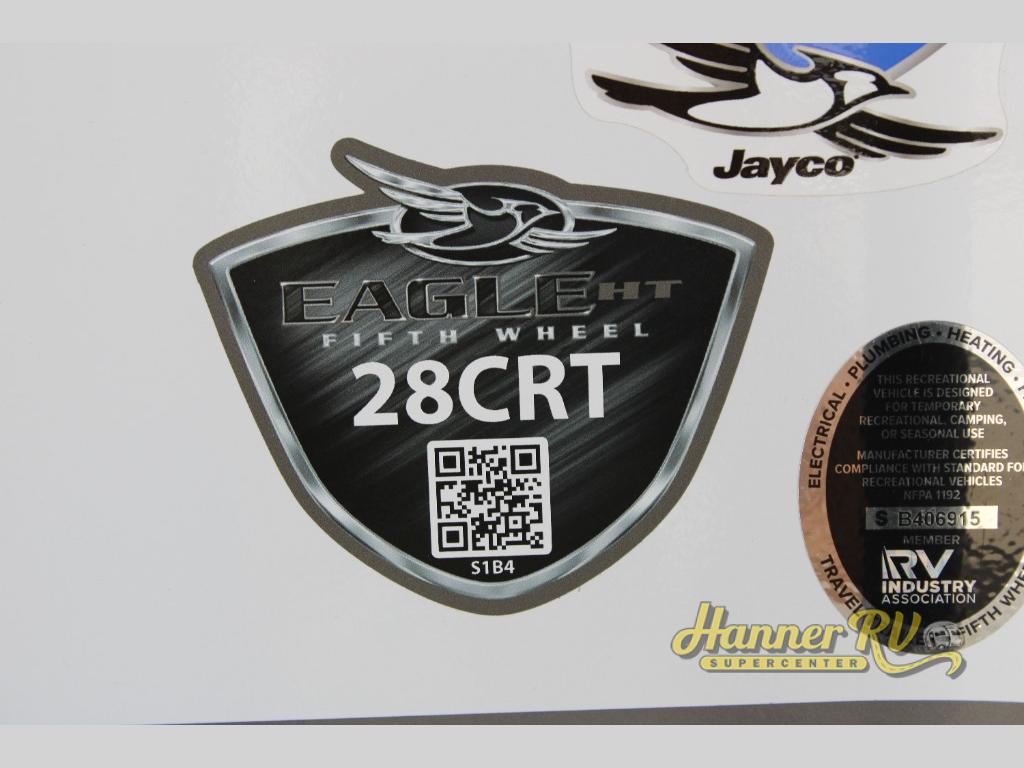 Jayco
EAGLE HT
FIFTH WHEEL
28CRT
S1B4
ELECTRICAL • PLUMBING • HEATING •
THIS RECREATIONAL
VEHICLE IS DESIGNED
FOR TEMPORARY
RECREATIONAL, CAMPING,
OR SEASONAL USE
MANUFACTURER CERTIFIES
COMPLIANCE WITH STANDARD FOR
RECREATIONAL VEHICLES
NFPA 1192
S B406915
MEMBER
RV
INDUSTRY
ASSOCIATION
FIFTH
Hanner RV
SUPERCENTER